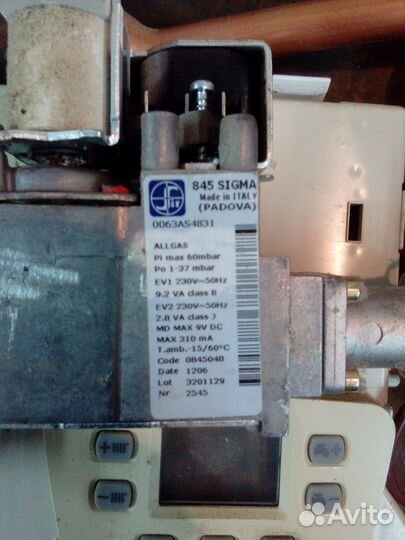 sit
845 SIGMA
Made in ITALY
(PADOVA)
0063AS4831
ALLGAS
Pi max 60mbar
Po 1-37 mbar
EV1 230V~50Hz
9.2 VA class B
EV2 230V~50Hz
2.8 VA class J
MD MAX 9V DC
MAX 310 mA
T.amb.-15/60°C
Code 0845048
Date 1206
Lot 3201129
Nr 2545
Avito